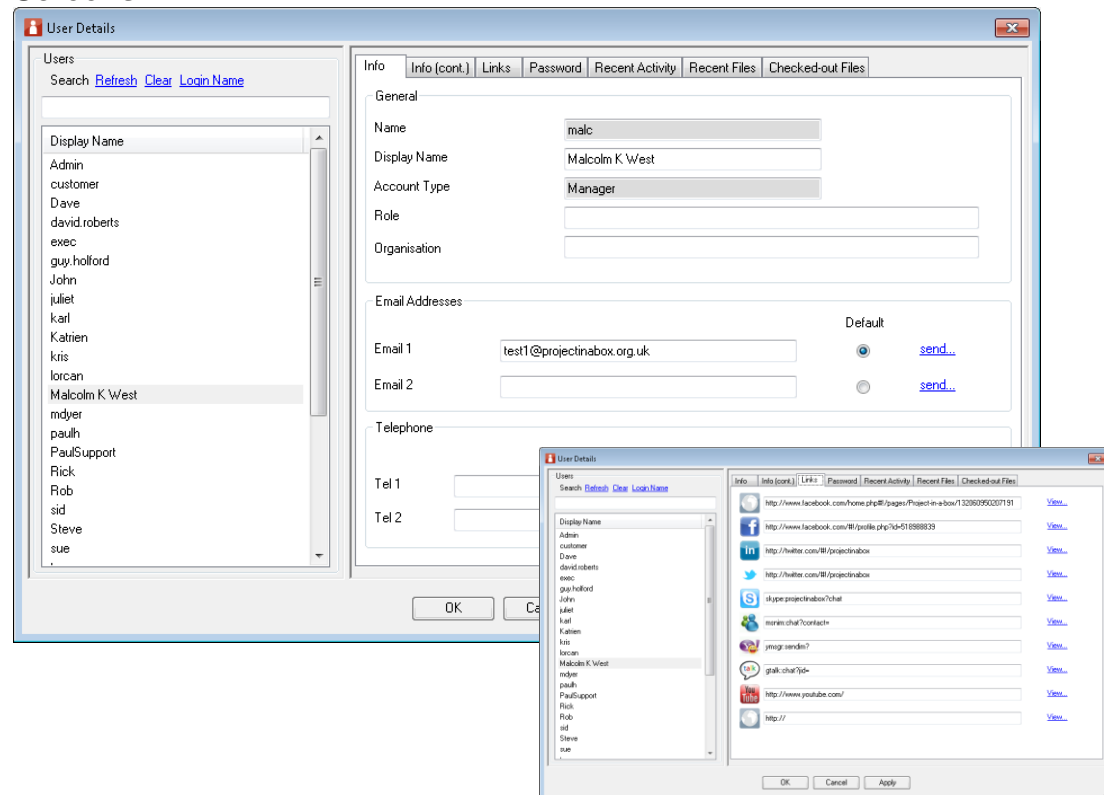 User Details
Users
Search Refresh Clear Login Name
Display Name
Admin
customer
Dave
david.roberts
exec
guy.holford
John
juliet
karl
Katrien
kris
lorcan
Malcolm K West
mdyer
paulh
PaulSupport
Rick
Rob
sid
Steve
sue
Info Info (cont.) Links Password Recent Activity Recent Files Checked-out Files
General
Name malc
Display Name Malcolm K West
Account Type Manager
Role
Organisation
Email Addresses
Default
Email 1 test1@projectinabox.org.uk send...
Email 2 send...
Telephone
Tel 1
Tel 2
OK
User Details
Users
Search Refresh Clear Login Name
Display Name
Admin
customer
Dave
david.roberts
exec
guy.holford
John
juliet
karl
Katrien
kris
lorcan
Malcolm K West
mdyer
paulh
PaulSupport
Rick
Rob
sid
Steve
sue
Info Info (cont.) Links Password Recent Activity Recent Files Checked-out Files
http://www.facebook.com/home.php#!/pages/Project-in-a-box/132860950207191 View...
http://www.facebook.com/#!/profile.php?id=518988839 View...
in http://twitter.com/#!/projectinabox View...
http://twitter.com/#!/projectinabox View...
skype:projectinabox?chat View...
msnim:chat?contact= View...
ymsgr:sendim? View...
talk gtalk:chat?jid= View...
You Tube http://www.youtube.com/ View...
http:// View...
OK Cancel Apply